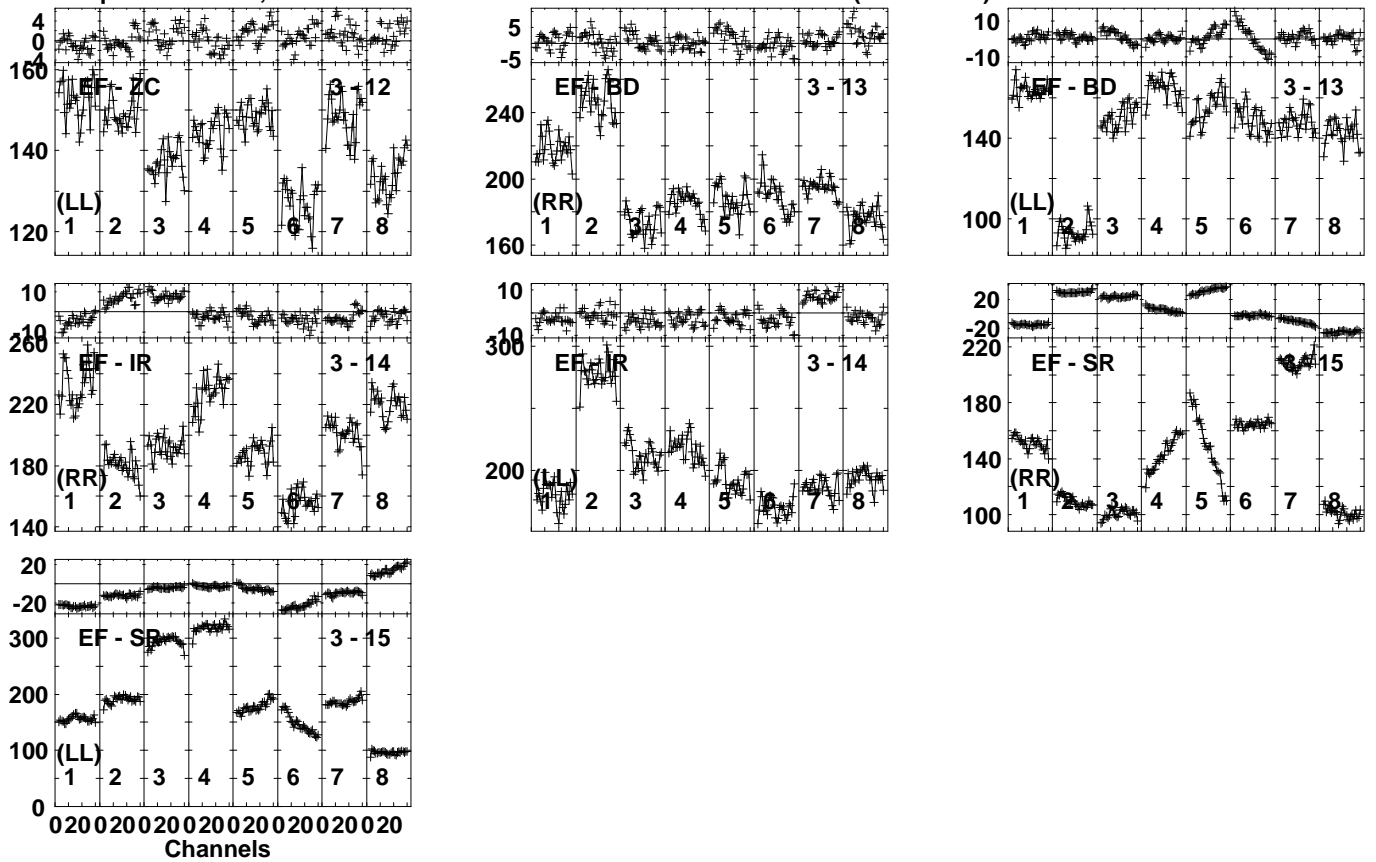 4
0
4
160
EF - ZC 3 - 12
140
120
(LL)
1 2 3 4 5 6 7 8
5
-5
EF - BD 3 - 13
240
200
160
(RR)
1 2 3 4 5 6 7 8
10
-10
EF - BD 3 - 13
140
100
(LL)
1 2 3 4 5 6 7 8
10
-10
260
EF - IR 3 - 14
220
180
140
(RR)
1 2 3 4 5 6 7 8
10
-10
300
EF - IR 3 - 14
200
(LL)
1 2 3 4 5 6 7 8
20
-20
220
EF - SR 3 - 15
180
140
100
(RR)
1 2 3 4 5 6 7 8
20
-20
300
EF - SR 3 - 15
200
100
0
(LL)
1 2 3 4 5 6 7 8
0 20 0 20 0 20 0 20 0 20 0 20 0 20 0 20
Channels